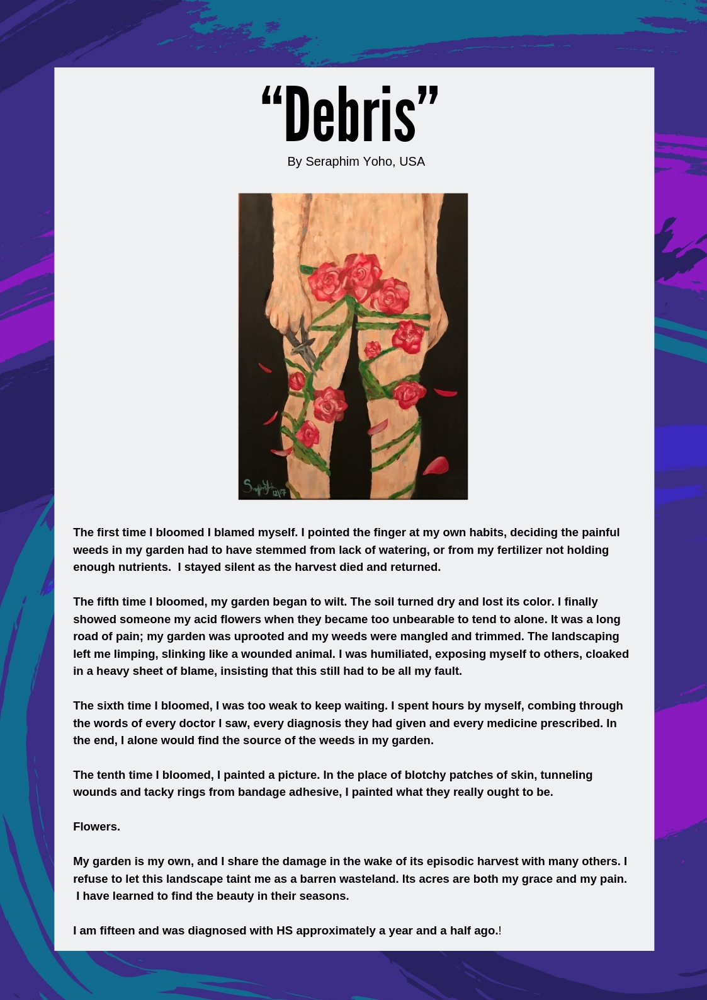 “Debris”
By Seraphim Yoho, USA
12/17
The first time I bloomed I blamed myself. I pointed the finger at my own habits, deciding the painful
weeds in my garden had to have stemmed from lack of watering, or from my fertilizer not holding
enough nutrients.  I stayed silent as the harvest died and returned.
The fifth time I bloomed, my garden began to wilt. The soil turned dry and lost its color. I finally
showed someone my acid flowers when they became too unbearable to tend to alone. It was a long
road of pain; my garden was uprooted and my weeds were mangled and trimmed. The landscaping
left me limping, slinking like a wounded animal. I was humiliated, exposing myself to others, cloaked
in a heavy sheet of blame, insisting that this still had to be all my fault.
The sixth time I bloomed, I was too weak to keep waiting. I spent hours by myself, combing through
the words of every doctor I saw, every diagnosis they had given and every medicine prescribed. In
the end, I alone would find the source of the weeds in my garden.
The tenth time I bloomed, I painted a picture. In the place of blotchy patches of skin, tunneling
wounds and tacky rings from bandage adhesive, I painted what they really ought to be.
Flowers.
My garden is my own, and I share the damage in the wake of its episodic harvest with many others. I
refuse to let this landscape taint me as a barren wasteland. Its acres are both my grace and my pain.
I have learned to find the beauty in their seasons.
I am fifteen and was diagnosed with HS approximately a year and a half ago.!